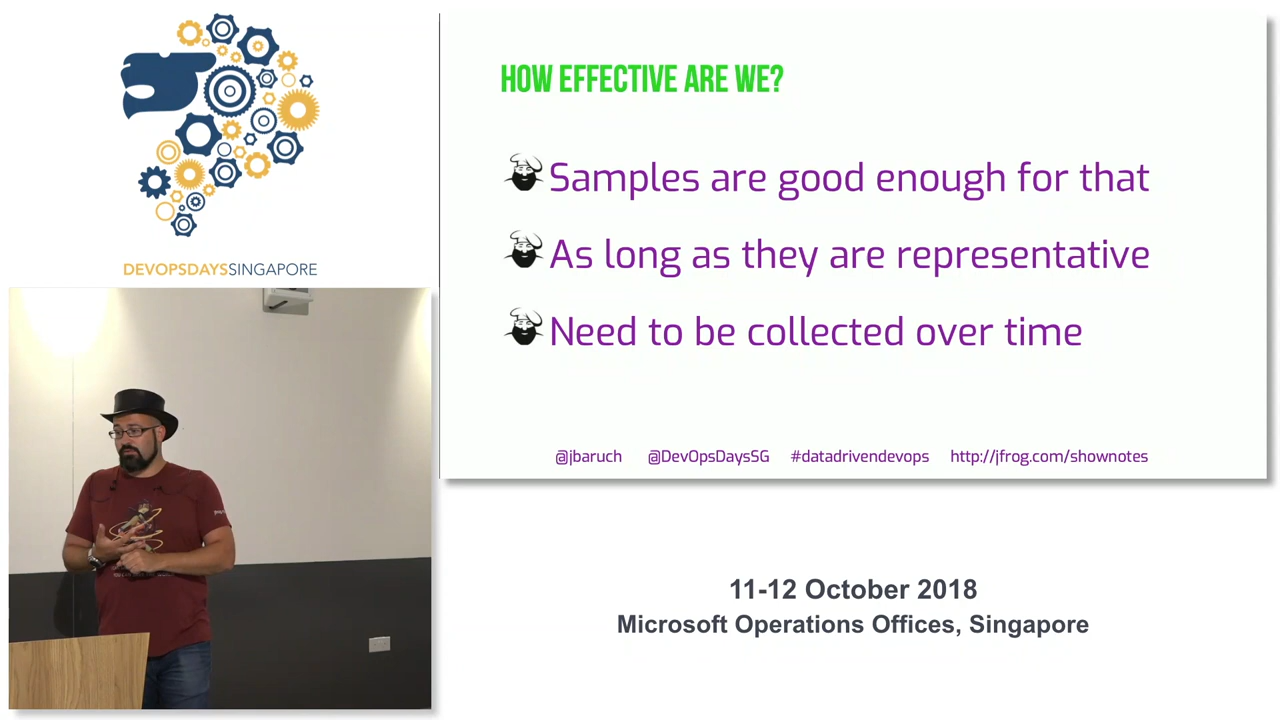 DEVOPSDAYSSINGAPORE
HOW EFFECTIVE ARE WE?
Samples are good enough for that
As long as they are representative
Need to be collected over time
@jbaruch @DevOpsDaysSG #datadrivendevops http://jfrog.com/shownotes
11-12 October 2018
Microsoft Operations Offices, Singapore